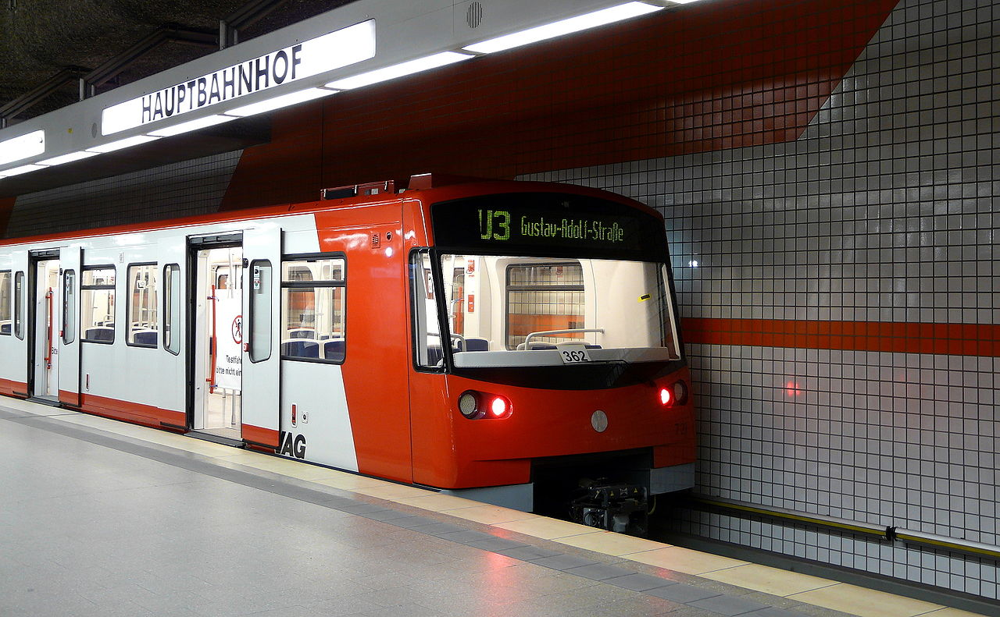 HAUPTBAHNHOF
U3 Gustav-Adolf-Straße
362
VAG